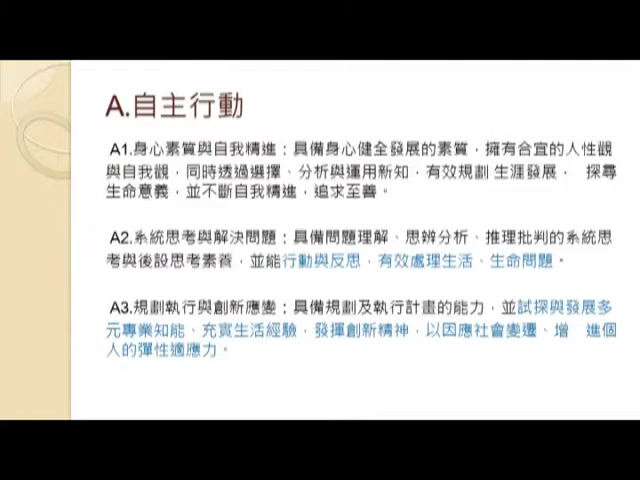 A.自主行動
A1.身心素質與自我精進：具備身心健全發展的素質，擁有合宜的人性觀
與自我觀，同時透過選擇、分析與運用新知，有效規劃 生涯發展， 探尋
生命意義，並不斷自我精進，追求至善。
A2.系統思考與解決問題：具備問題理解、思辨分析、推理批判的系統思
考與後設思考素養，並能行動與反思，有效處理生活、生命問題。
A3.規劃執行與創新應變：具備規劃及執行計畫的能力，並試探與發展多
元專業知能、充實生活經驗，發揮創新精神，以因應社會變遷、增 進個
人的彈性適應力。